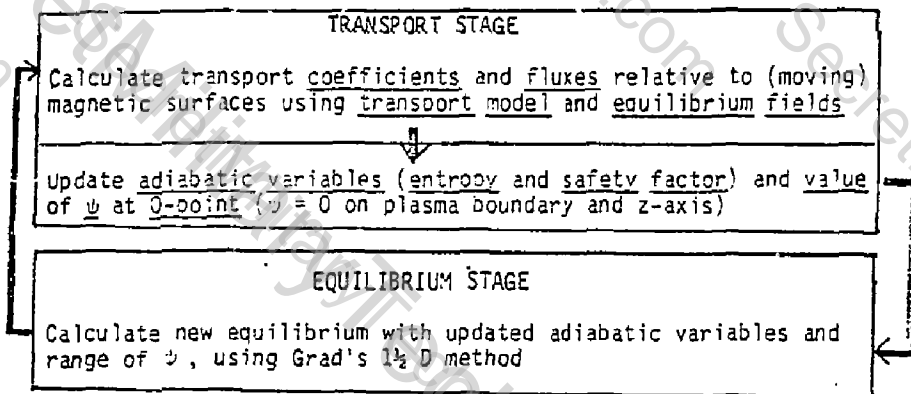 TRANSPORT STAGE
Calculate transport coefficients and fluxes relative to (moving)
magnetic surfaces using transport model and equilibrium fields
Update adiabatic variables (entropy and safety factor) and value
of ψ at O-point (ψ = 0 on plasma boundary and z-axis)
EQUILIBRIUM STAGE
Calculate new equilibrium with updated adiabatic variables and
range of ψ , using Grad's 1½ D method